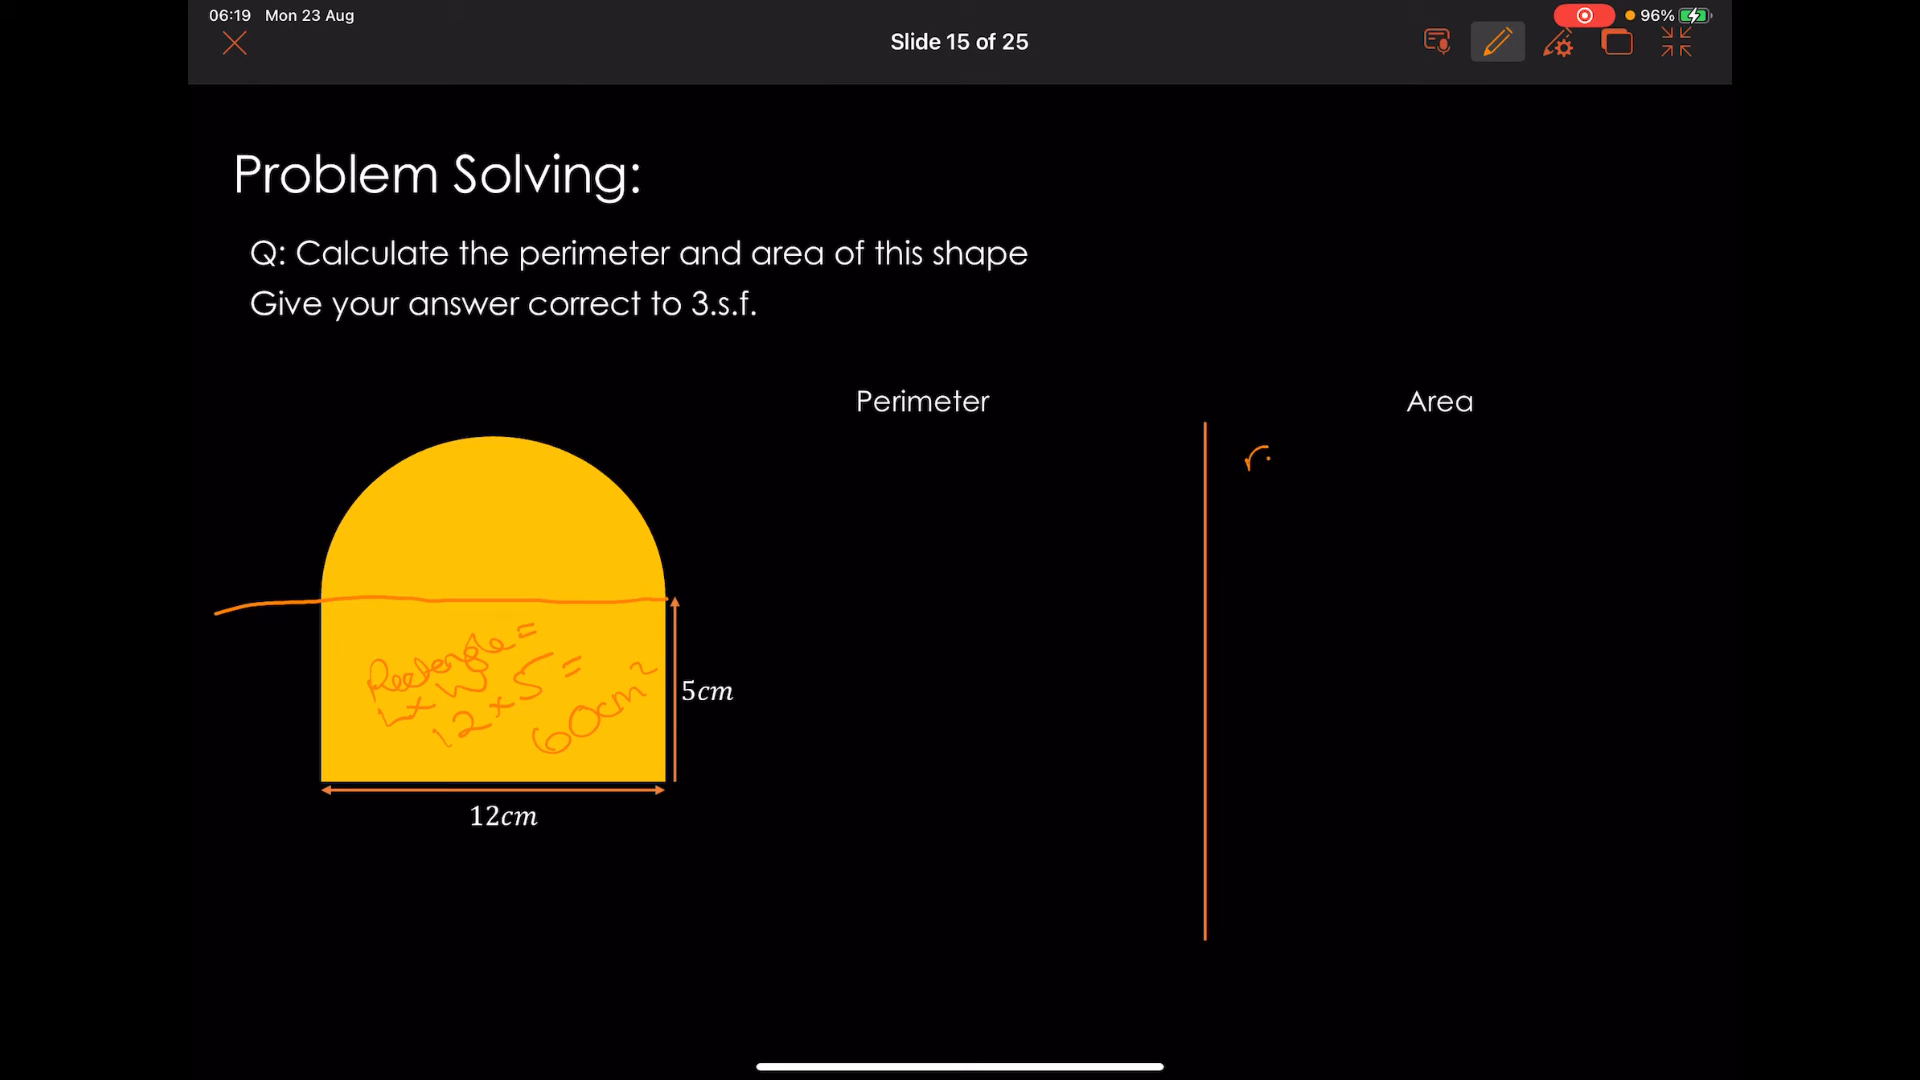 06:19 Mon 23 Aug
96%
Slide 15 of 25
Problem Solving:
Q: Calculate the perimeter and area of this shape
Give your answer correct to 3.s.f.
Perimeter
Area
Rectangle =
L x W
12 x 5 =
60cm²
5cm
12cm